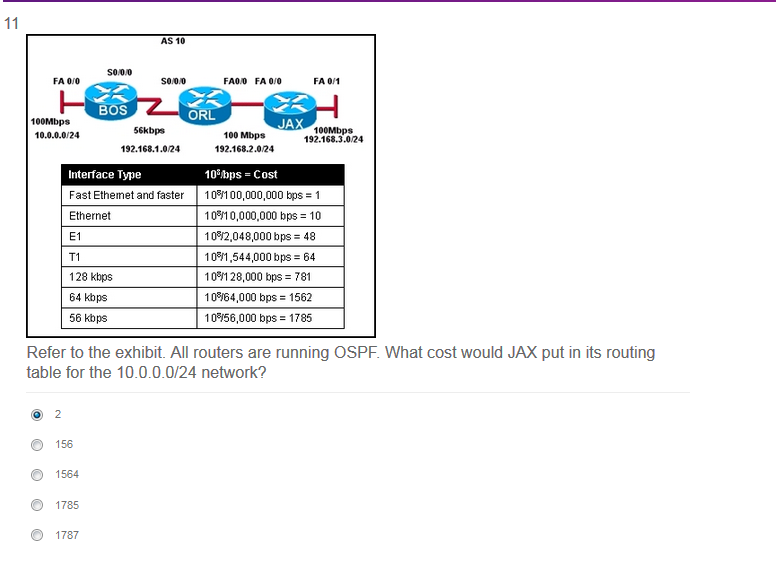 11
AS 10
S0/0/0
FA 0/0
S0/0/0
FA0/0 FA 0/0
FA 0/1
BOS
ORL
JAX
100Mbps
10.0.0.0/24
56kbps
192.168.1.0/24
100 Mbps
192.168.2.0/24
100Mbps
192.168.3.0/24
Interface Type 10⁸/bps = Cost
Fast Ethernet and faster 10⁸/100,000,000 bps = 1
Ethernet 10⁸/10,000,000 bps = 10
E1 10⁸/2,048,000 bps = 48
T1 10⁸/1,544,000 bps = 64
128 kbps 10⁸/128,000 bps = 781
64 kbps 10⁸/64,000 bps = 1562
56 kbps 10⁸/56,000 bps = 1785
Refer to the exhibit. All routers are running OSPF. What cost would JAX put in its routing
table for the 10.0.0.0/24 network?
2
156
1564
1785
1787